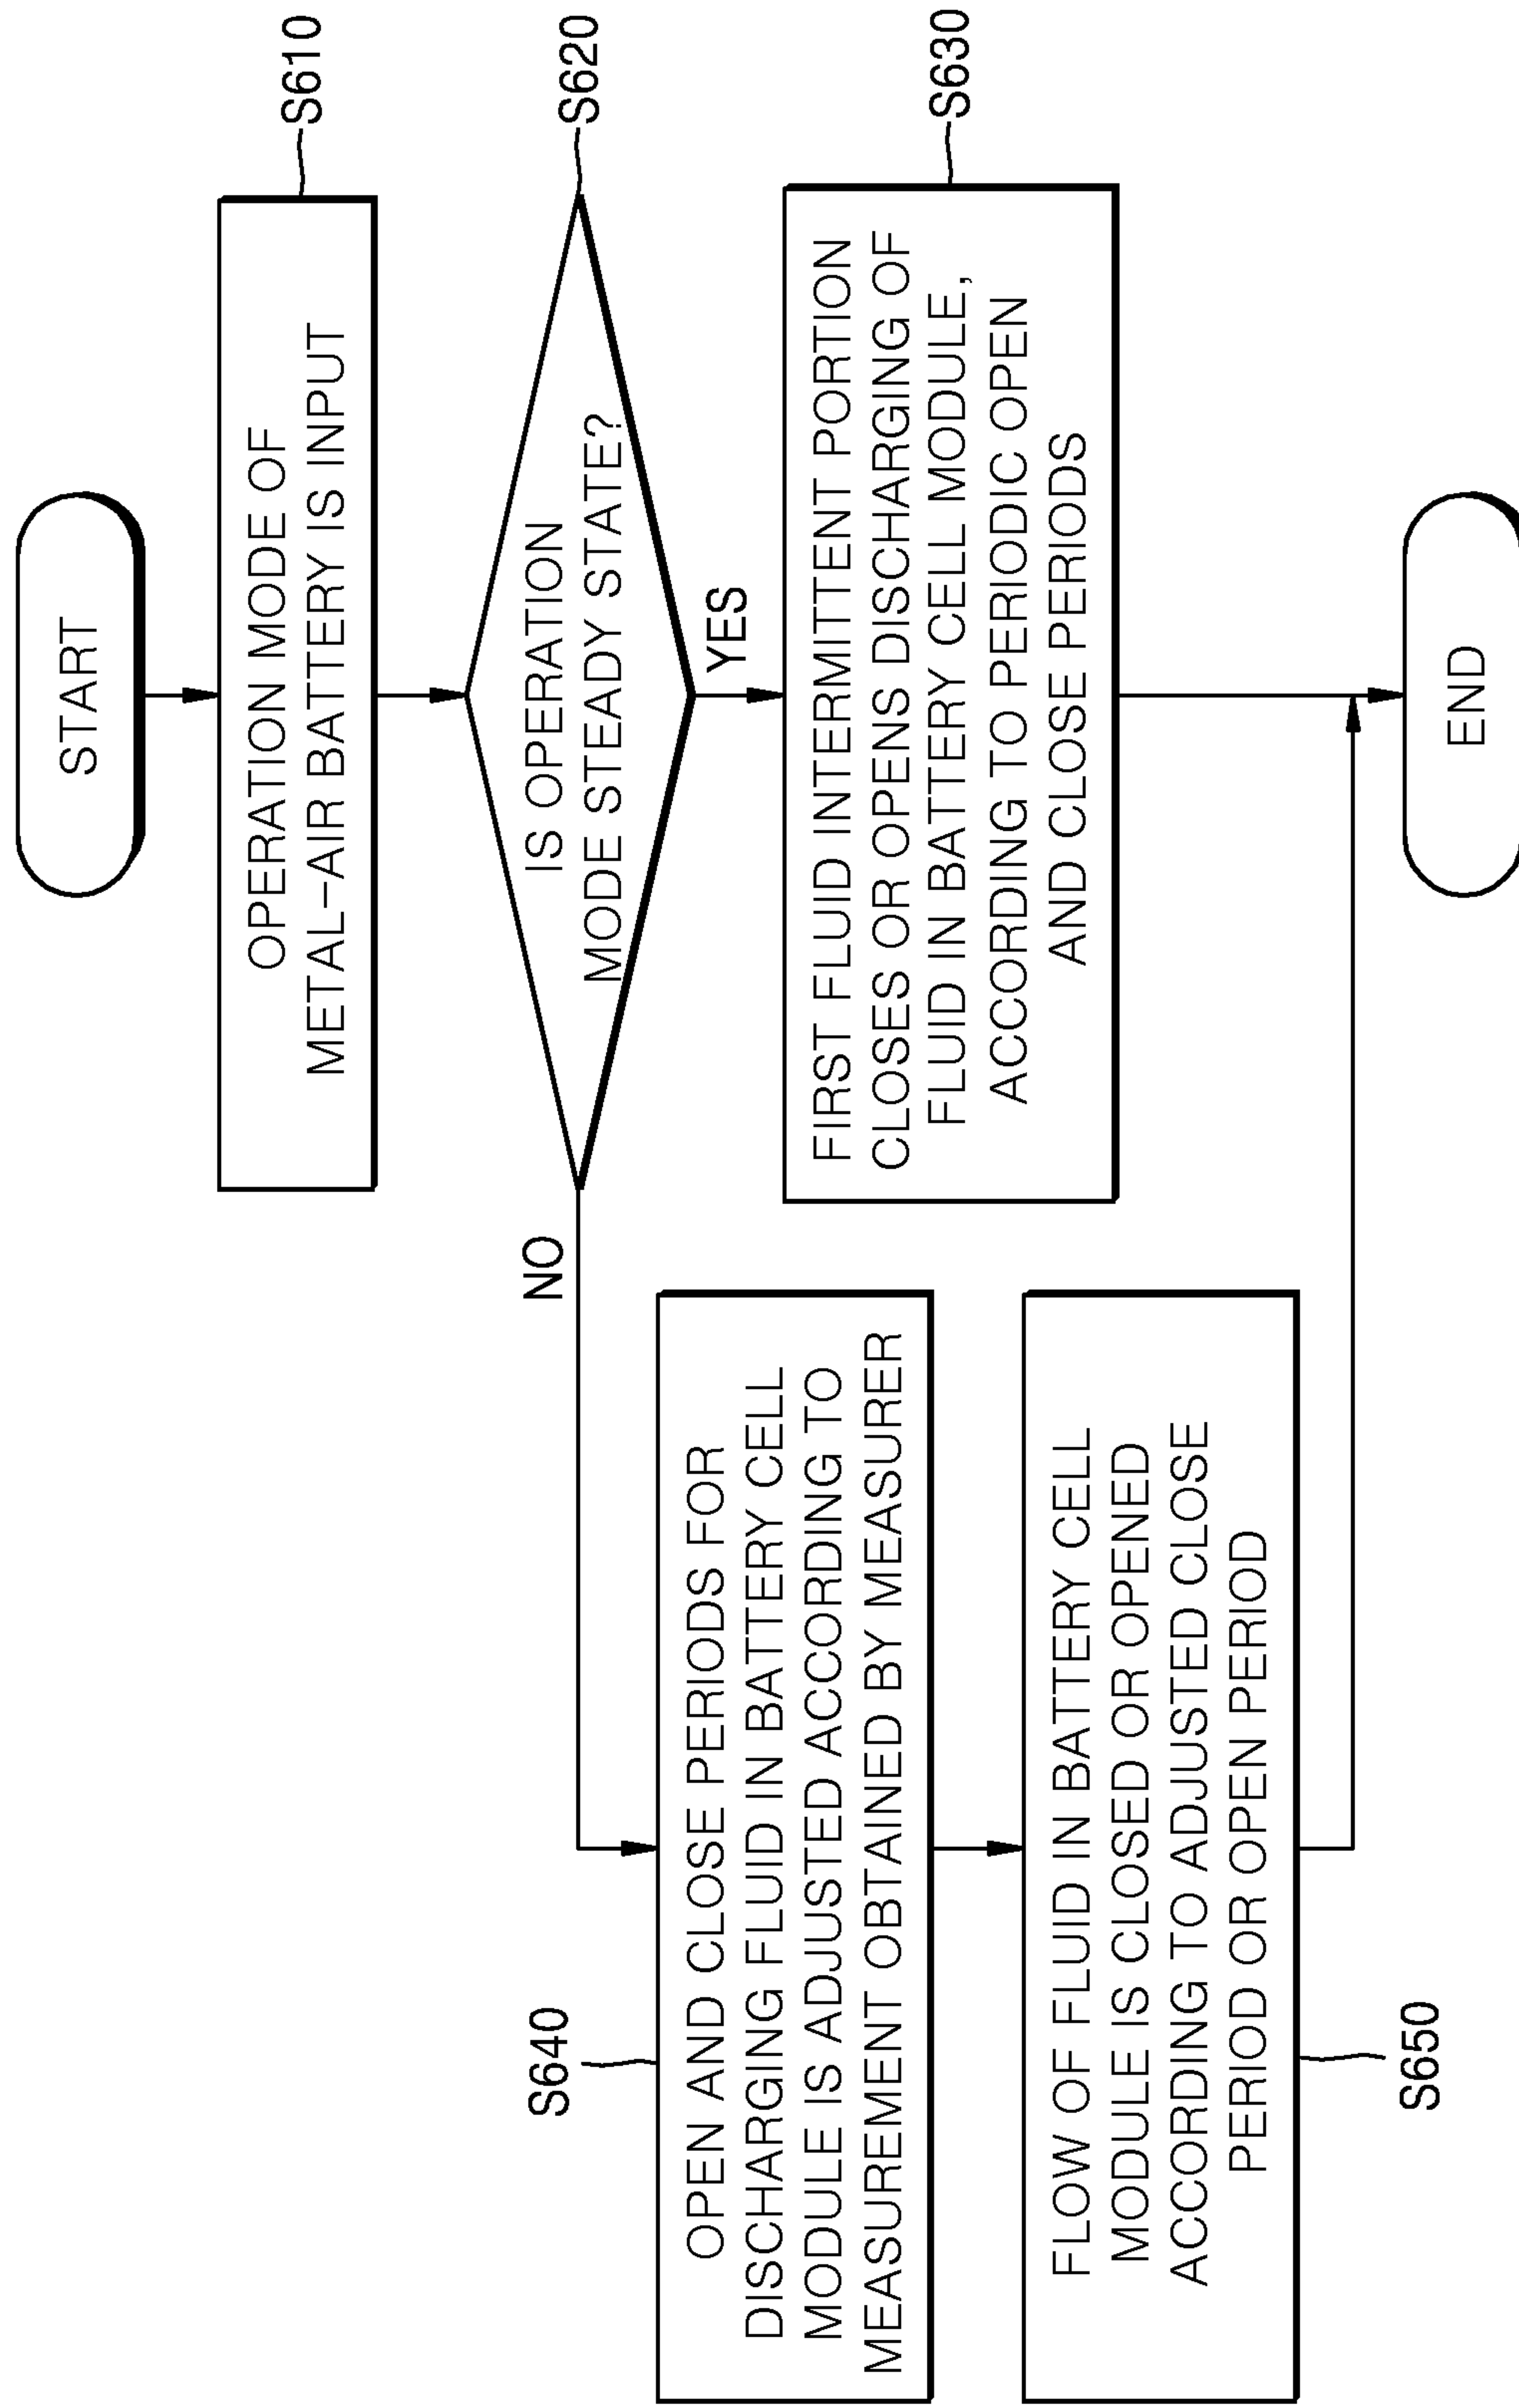 START
OPERATION MODE OF
METAL-AIR BATTERY IS INPUT
S610
IS OPERATION
MODE STEADY STATE?
S620
NO
YES
FIRST FLUID INTERMITTENT PORTION
CLOSES OR OPENS DISCHARGING OF
FLUID IN BATTERY CELL MODULE,
ACCORDING TO PERIODIC OPEN
AND CLOSE PERIODS
S630
S640
OPEN AND CLOSE PERIODS FOR
DISCHARGING FLUID IN BATTERY CELL
MODULE IS ADJUSTED ACCORDING TO
MEASUREMENT OBTAINED BY MEASURER
FLOW OF FLUID IN BATTERY CELL
MODULE IS CLOSED OR OPENED
ACCORDING TO ADJUSTED CLOSE
PERIOD OR OPEN PERIOD
S650
END